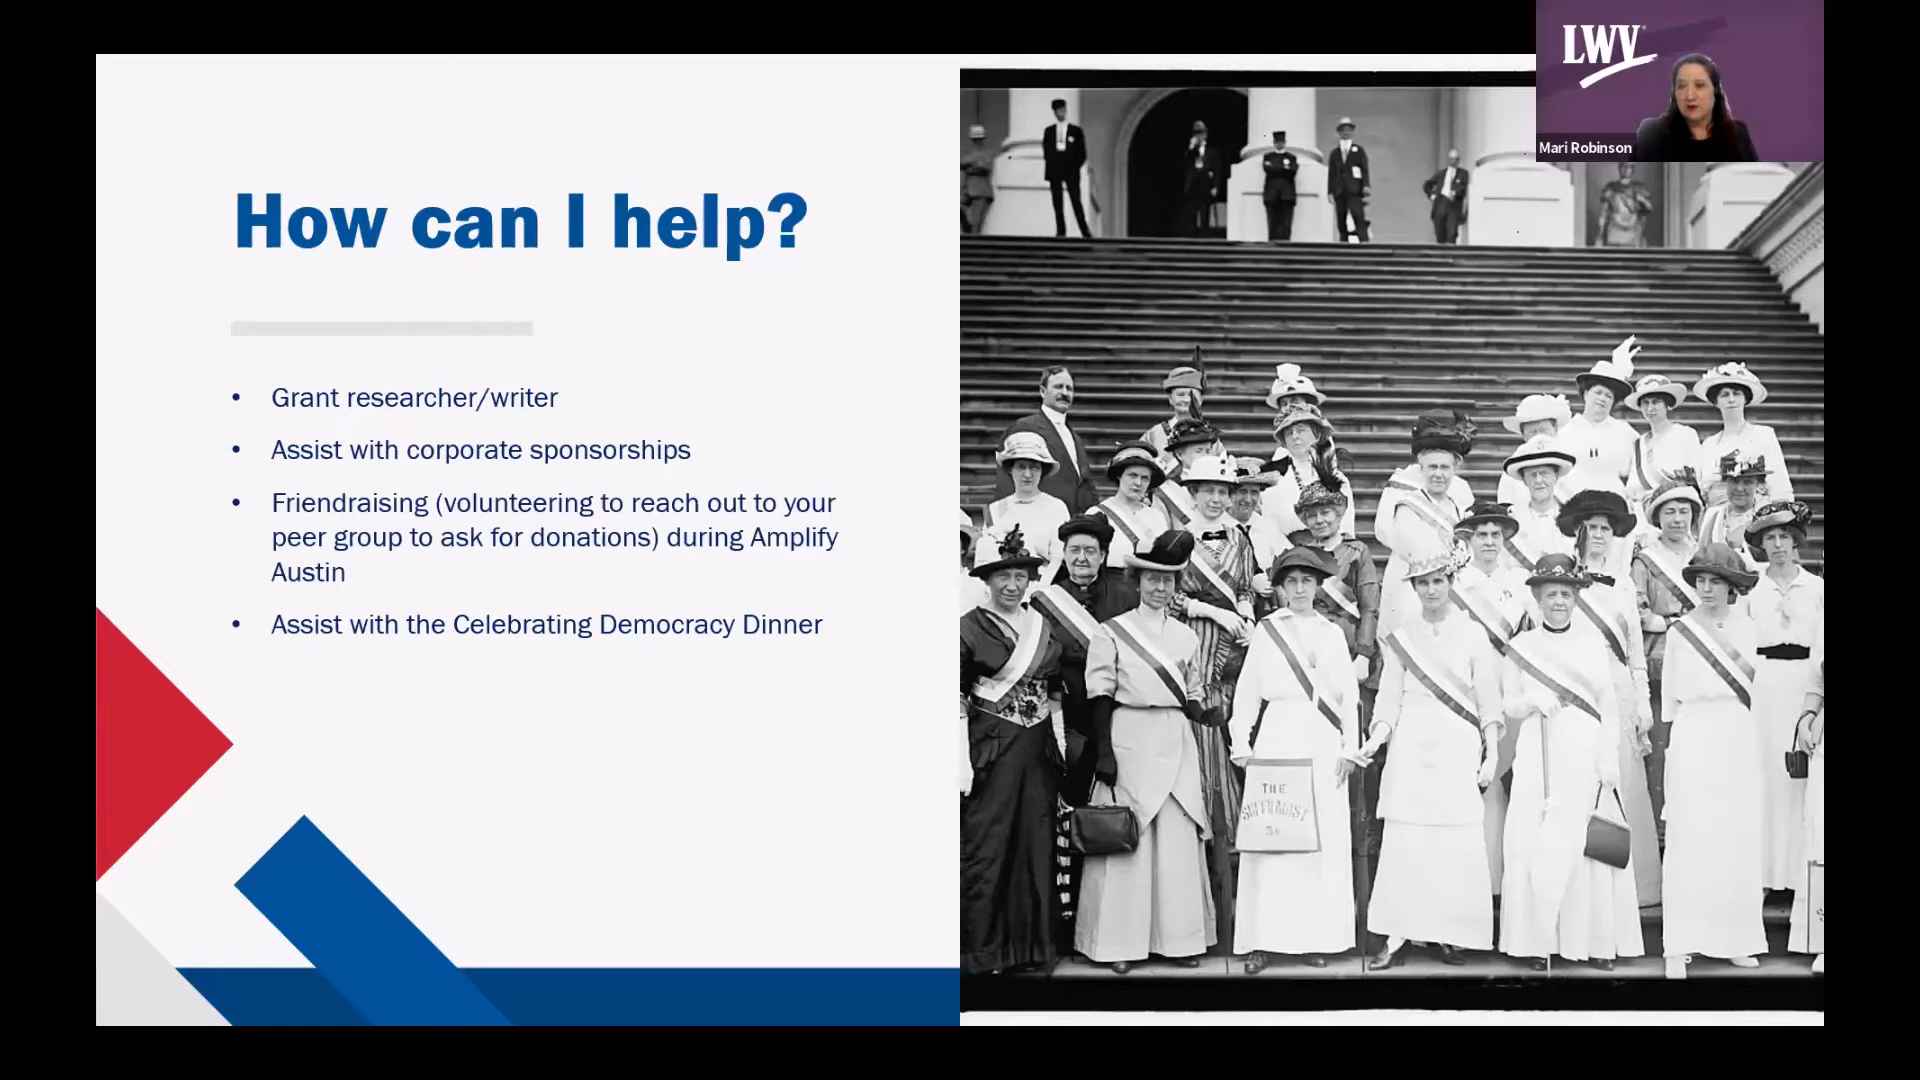 LWV
Mari Robinson
How can I help?
• Grant researcher/writer
• Assist with corporate sponsorships
• Friendraising (volunteering to reach out to your
peer group to ask for donations) during Amplify
Austin
• Assist with the Celebrating Democracy Dinner
THE
SUFFRAGIST
5c